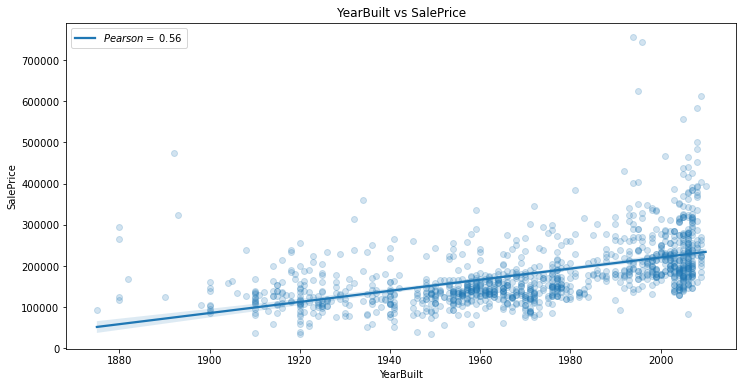 YearBuilt vs SalePrice
Pearson = 0.56
700000
600000
500000
400000
300000
200000
100000
0
SalePrice
1880 1900 1920 1940 1960 1980 2000
YearBuilt